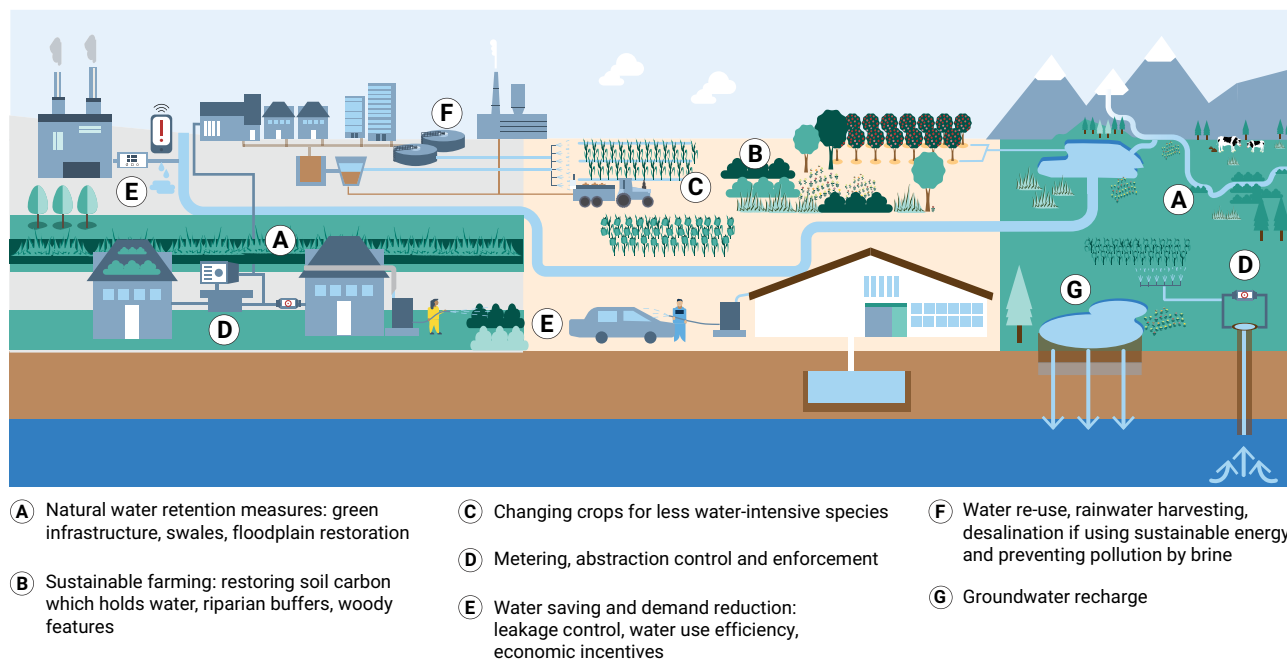 F
B
E
C
A
A
D
G
D
E
A Natural water retention measures: green
infrastructure, swales, floodplain restoration
B Sustainable farming: restoring soil carbon
which holds water, riparian buffers, woody
features
C Changing crops for less water-intensive species
D Metering, abstraction control and enforcement
E Water saving and demand reduction:
leakage control, water use efficiency,
economic incentives
F Water re-use, rainwater harvesting,
desalination if using sustainable energy
and preventing pollution by brine
G Groundwater recharge